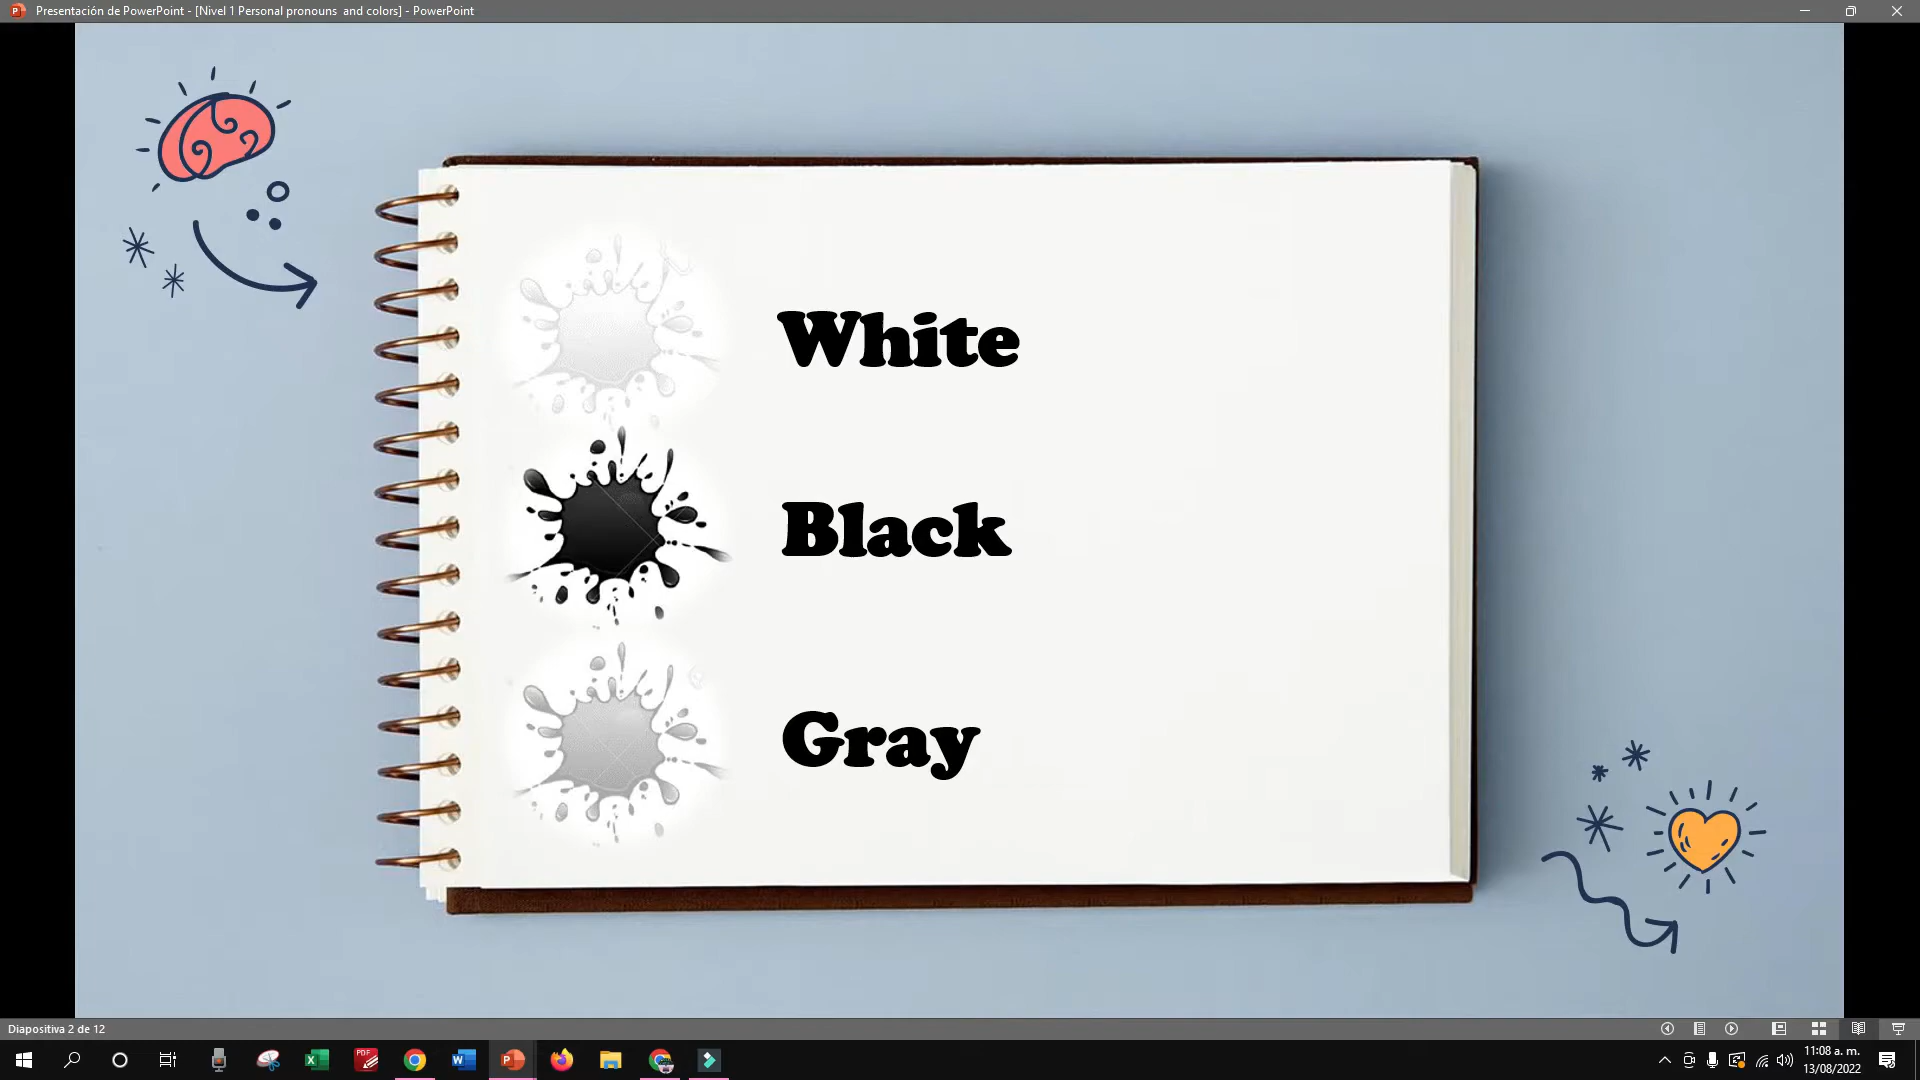 Presentación de PowerPoint - [Nivel 1 Personal pronouns  and colors] - PowerPoint
White
Black
Gray
Diapositiva 2 de 12
PDF
11:08 a. m.
13/08/2022